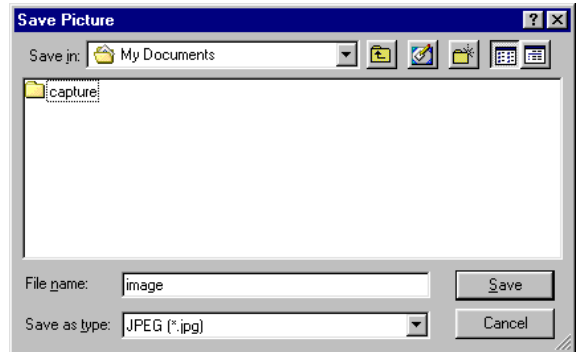 Save Picture
Save in: My Documents
capture
File name: image Save
Save as type: JPEG (*.jpg) Cancel